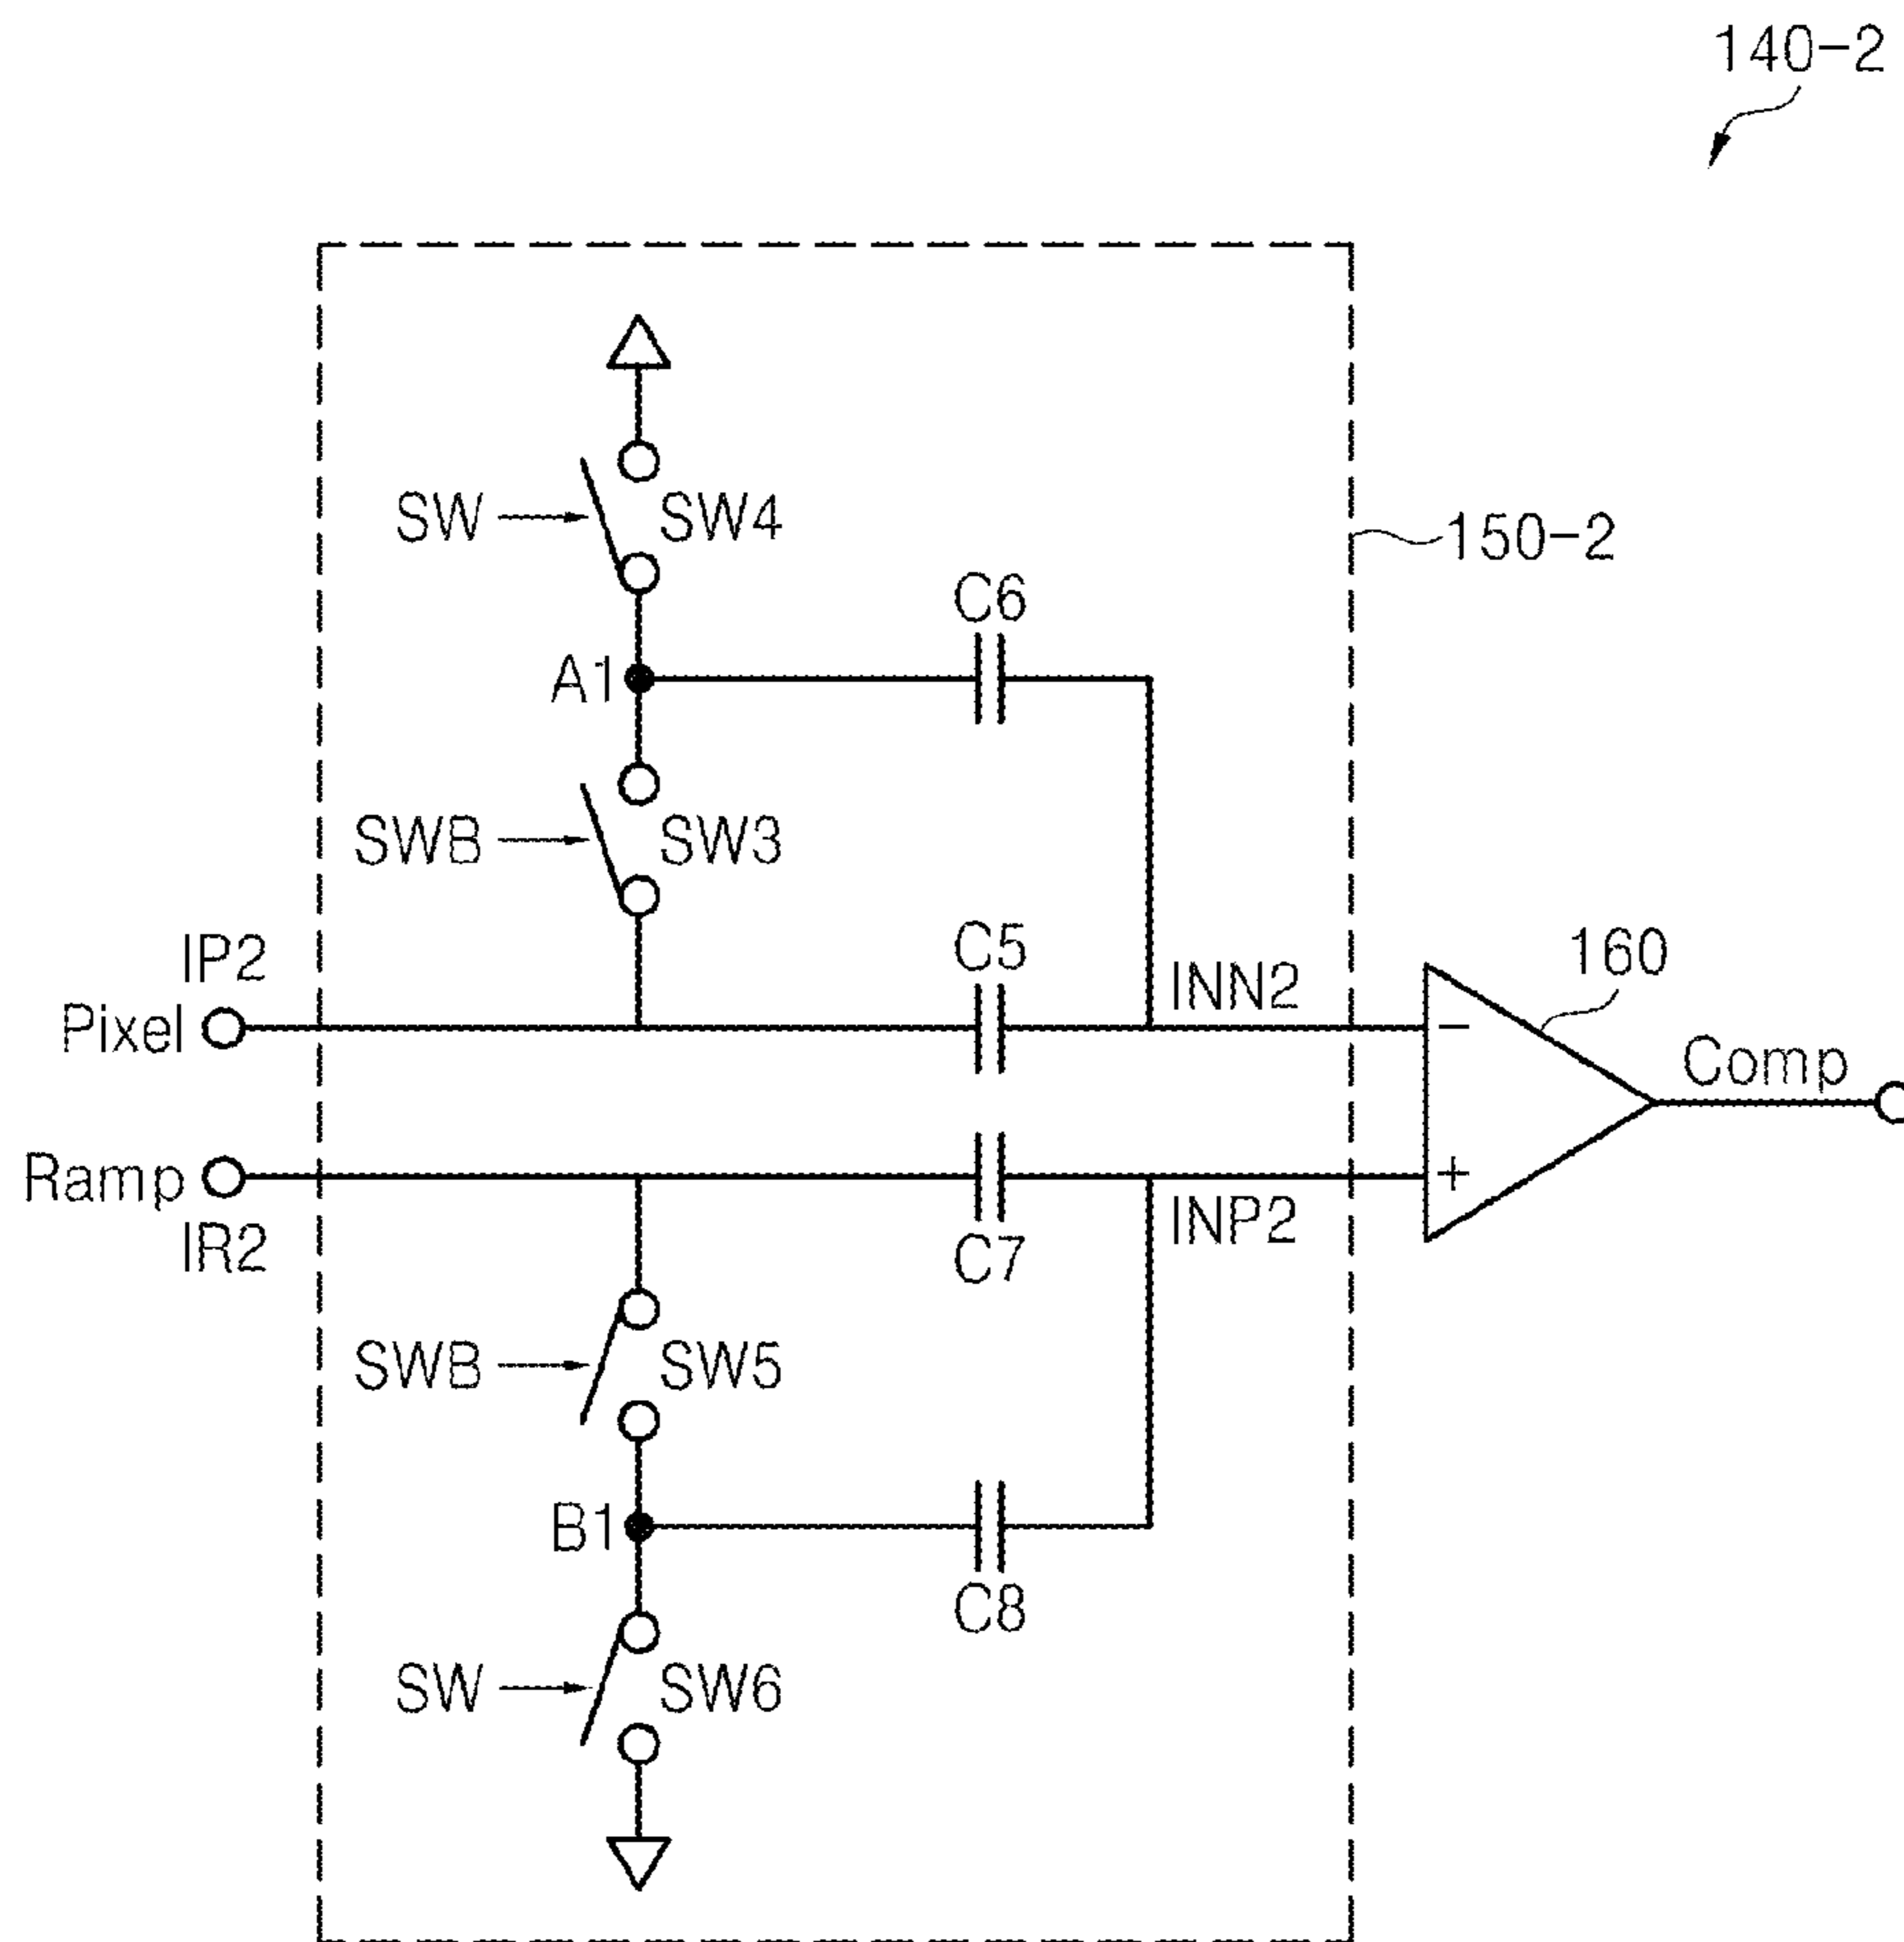 140-2
SW
SW4
150-2
C6
A1
SWB
SW3
IP2
C5
INN2
160
Pixel
−
Comp
Ramp
+
IR2
C7
INP2
SWB
SW5
B1
C8
SW
SW6